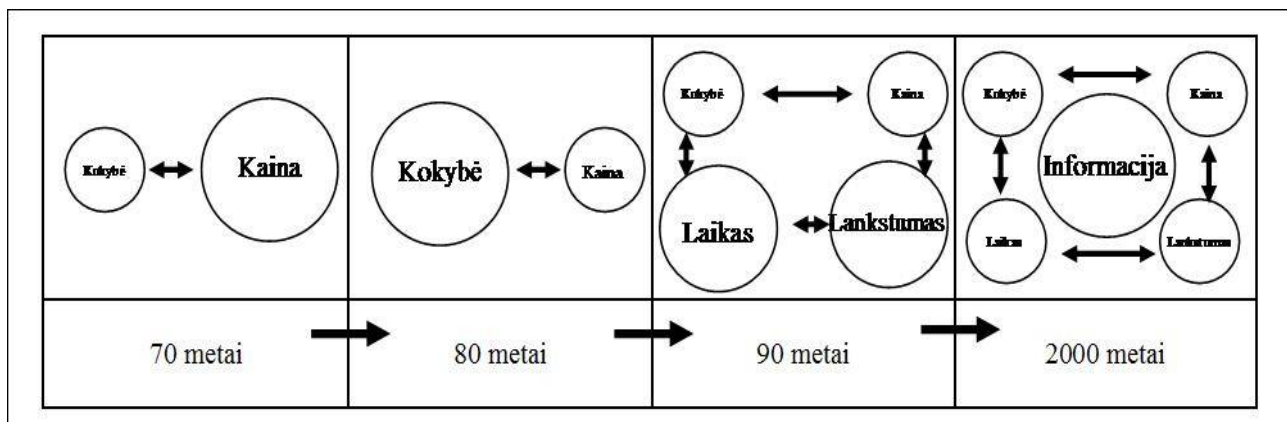 Kokybė
Kaina
Kokybė
Kaina
Kokybė
Kaina
Laikas
Lankstumas
Kokybė
Kaina
Informacija
Laikas
Lankstumas
70 metai
80 metai
90 metai
2000 metai